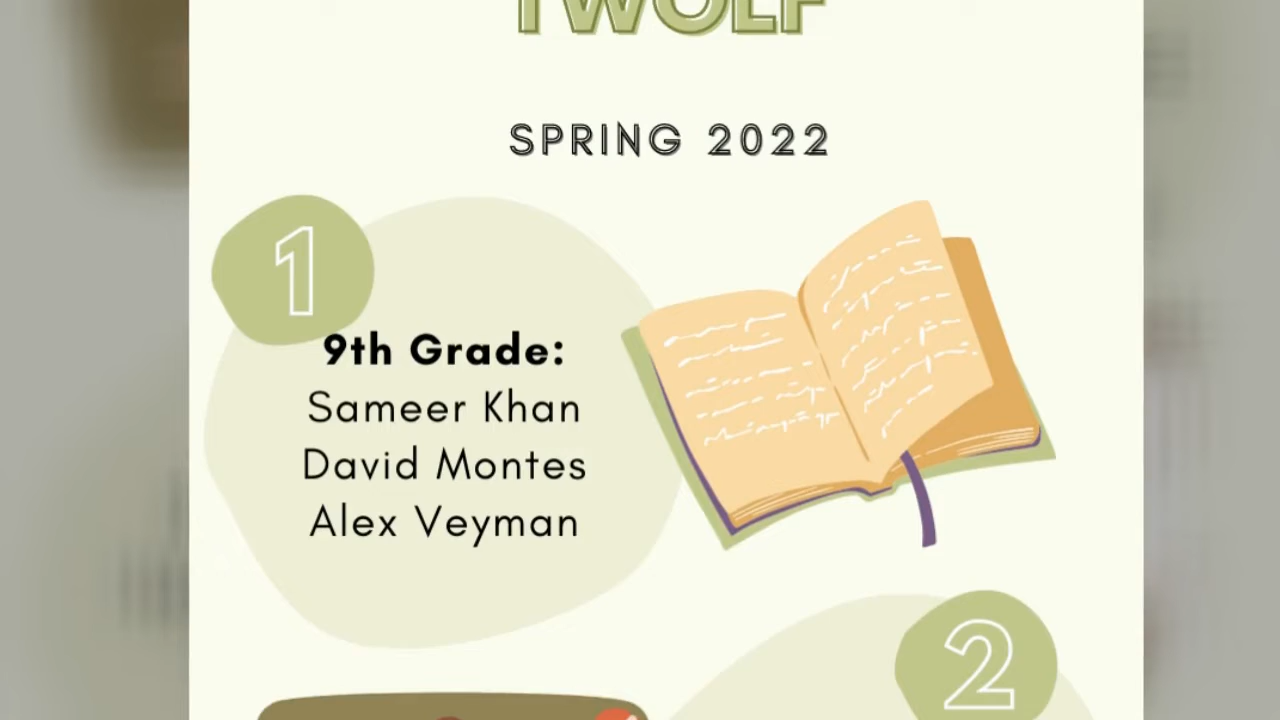 SPRING 2022
1
9th Grade:
Sameer Khan
David Montes
Alex Veyman
2